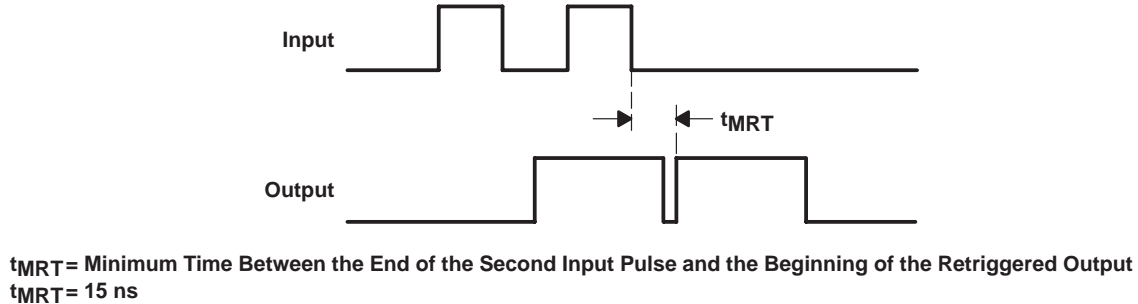 Input
tMRT
Output
tMRT= Minimum Time Between the End of the Second Input Pulse and the Beginning of the Retriggered Output
tMRT= 15 ns